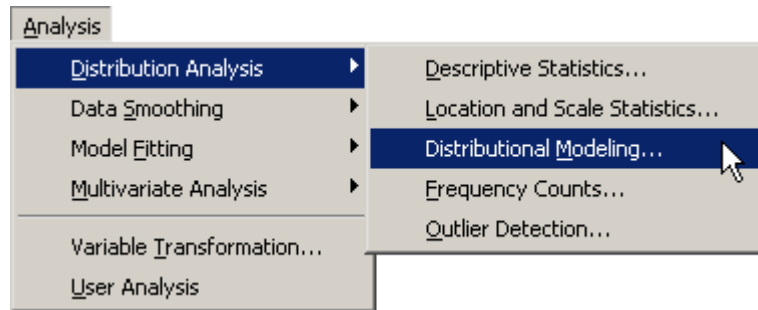 Analysis
Distribution Analysis
Data Smoothing
Model Fitting
Multivariate Analysis
Variable Transformation...
User Analysis
Descriptive Statistics...
Location and Scale Statistics...
Distributional Modeling...
Frequency Counts...
Outlier Detection...